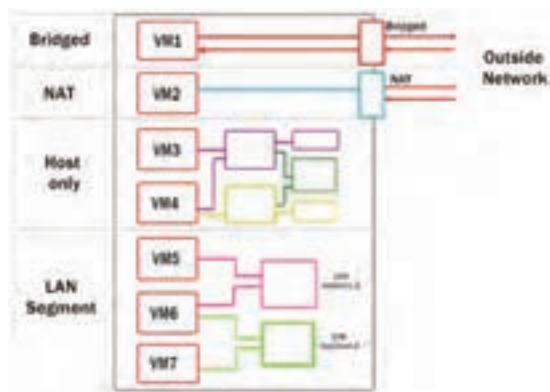 Bridged
VM1
Bridged
Outside
Network
NAT
VM2
NAT
Host
only
VM3
VM4
LAN
Segment
VM5
VM6
VM7